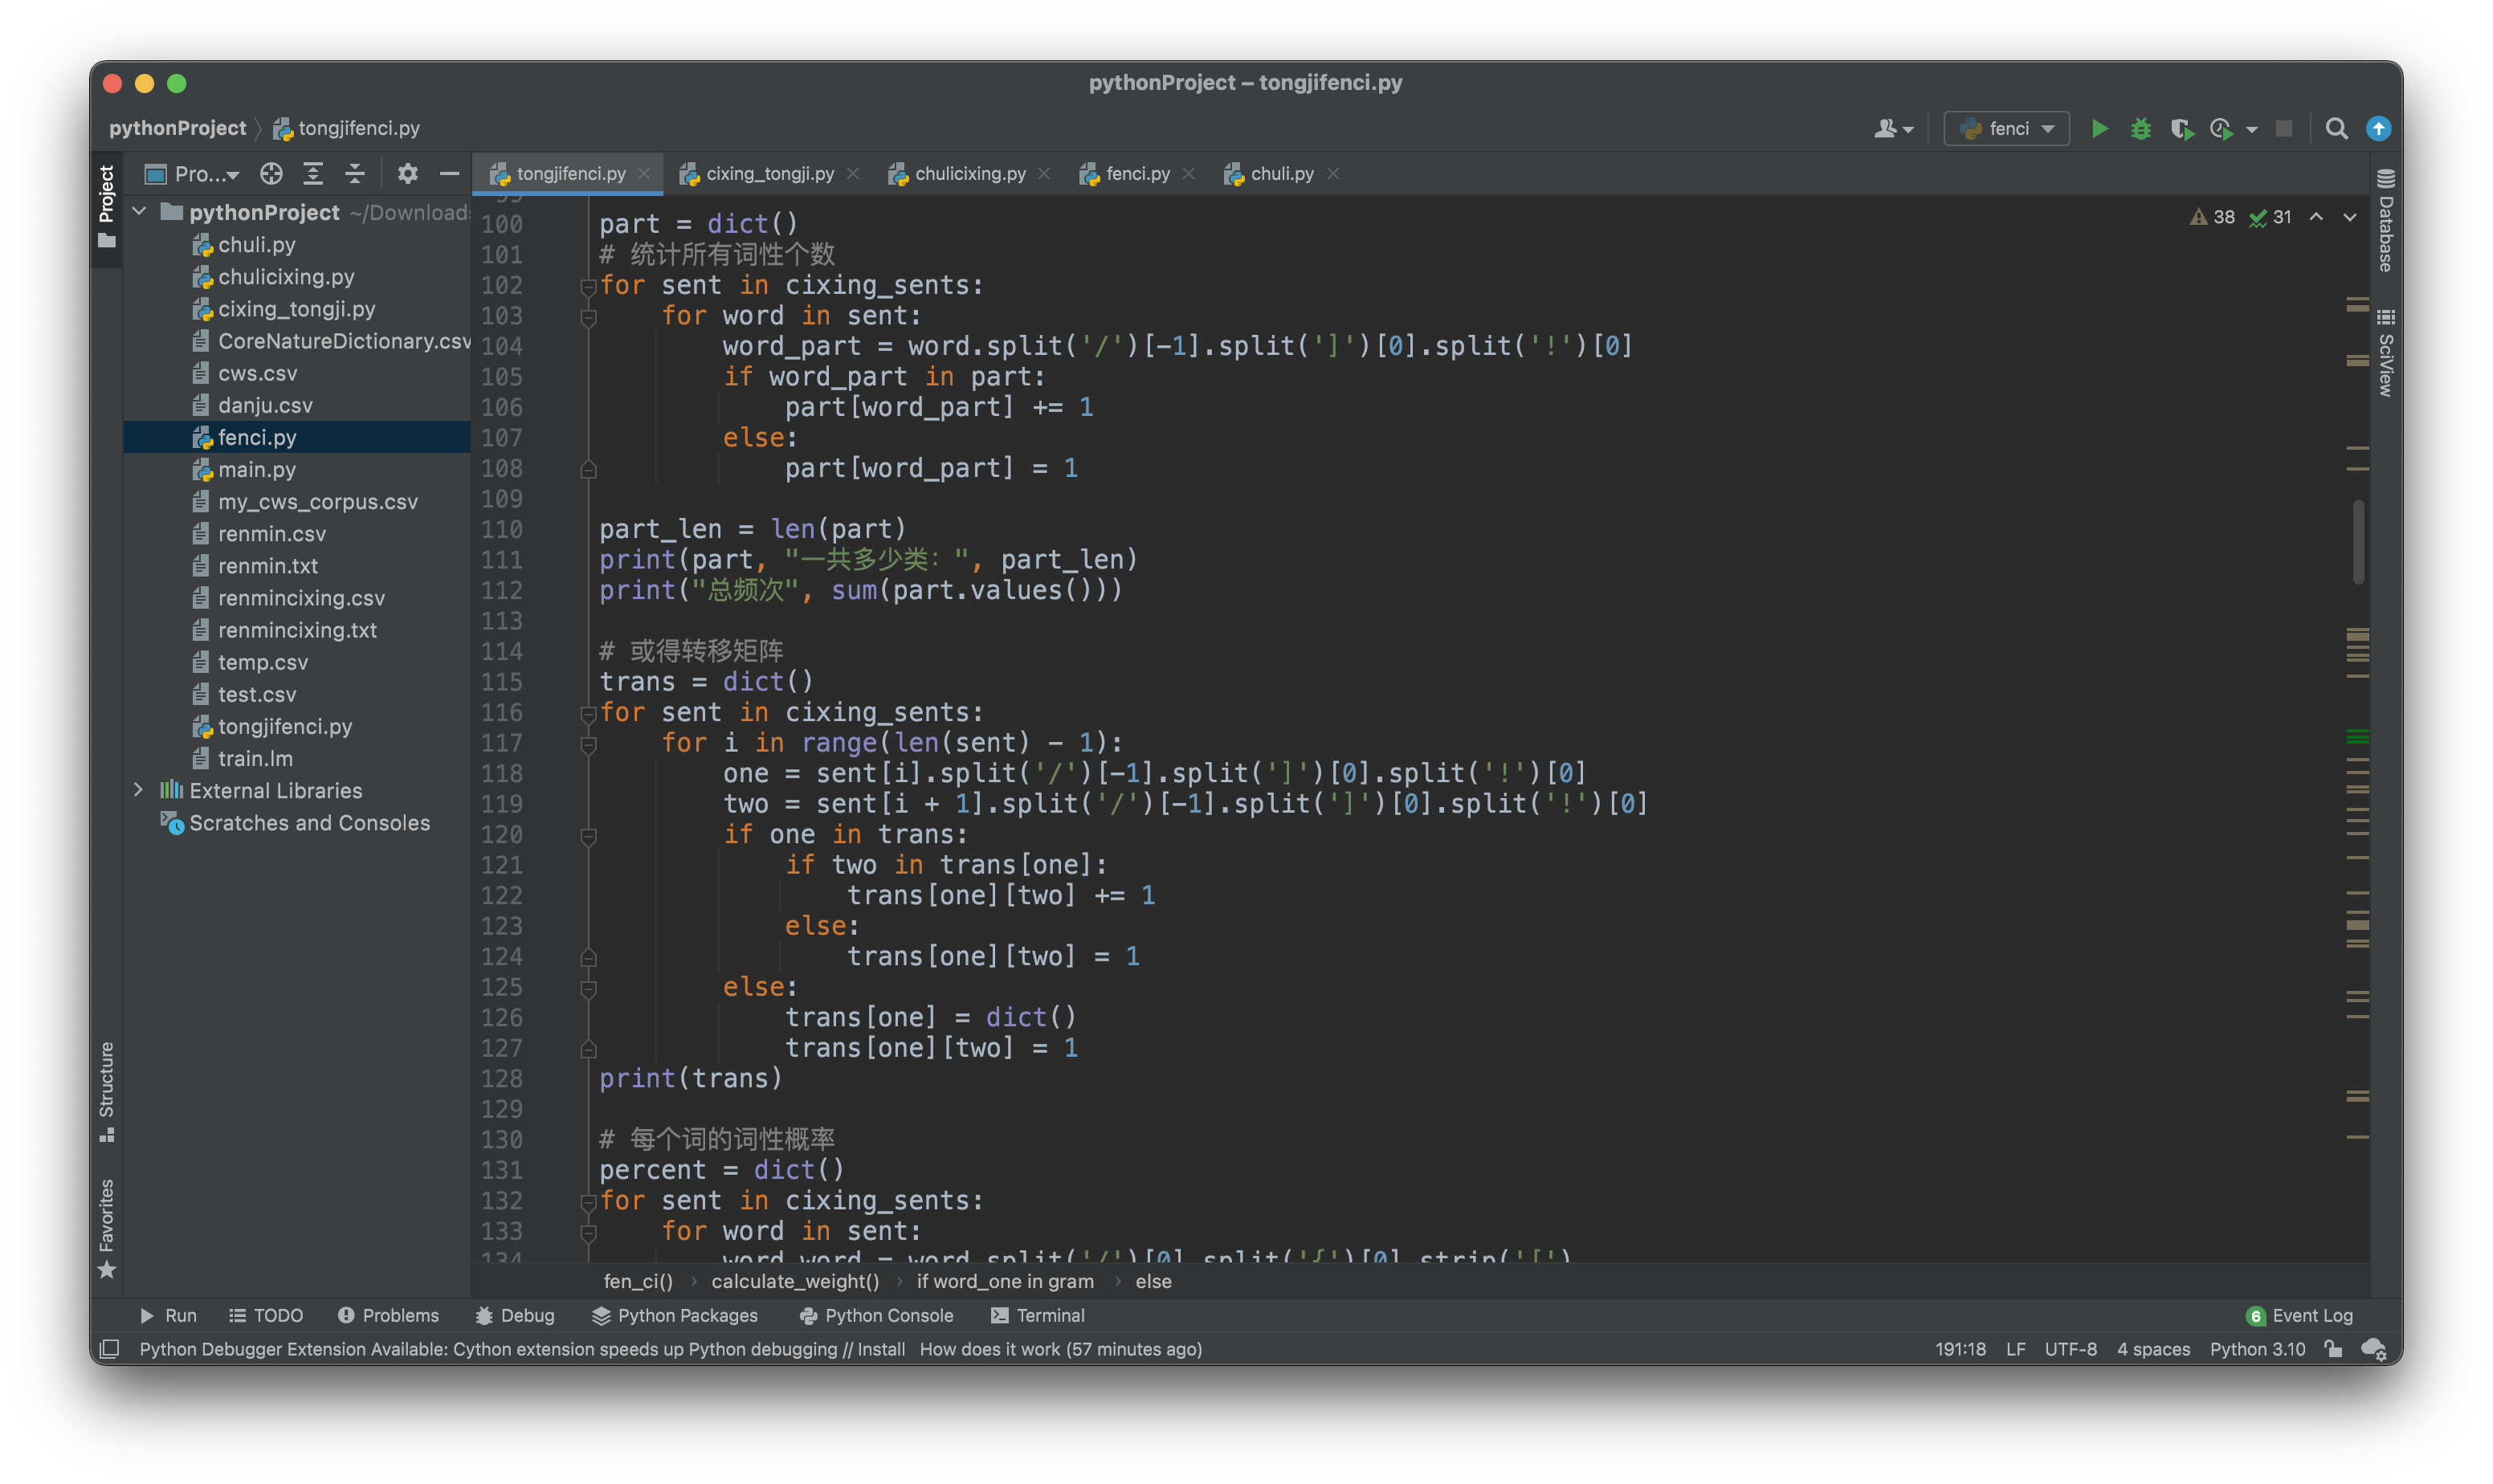 pythonProject – tongjifenci.py
pythonProject
tongjifenci.py
fenci
Project
Pro...
tongjifenci.py
cixing_tongji.py
chulicixing.py
fenci.py
chuli.py
pythonProject ~/Downloads
chuli.py
chulicixing.py
cixing_tongji.py
CoreNatureDictionary.csv
cws.csv
danju.csv
fenci.py
main.py
my_cws_corpus.csv
renmin.csv
renmin.txt
renmincixing.csv
renmincixing.txt
temp.csv
test.csv
tongjifenci.py
train.lm
External Libraries
Scratches and Consoles
Structure
Favorites
38 31
Database
SciView
99
100 part = dict()
101 # 统计所有词性个数
102 for sent in cixing_sents:
103 for word in sent:
104 word_part = word.split('/')[-1].split(']')[0].split('!')[0]
105 if word_part in part:
106 part[word_part] += 1
107 else:
108 part[word_part] = 1
109
110 part_len = len(part)
111 print(part, "一共多少类：", part_len)
112 print("总频次", sum(part.values()))
113
114 # 或得转移矩阵
115 trans = dict()
116 for sent in cixing_sents:
117 for i in range(len(sent) - 1):
118 one = sent[i].split('/')[-1].split(']')[0].split('!')[0]
119 two = sent[i + 1].split('/')[-1].split(']')[0].split('!')[0]
120 if one in trans:
121 if two in trans[one]:
122 trans[one][two] += 1
123 else:
124 trans[one][two] = 1
125 else:
126 trans[one] = dict()
127 trans[one][two] = 1
128 print(trans)
129
130 # 每个词的词性概率
131 percent = dict()
132 for sent in cixing_sents:
133 for word in sent:
134 word_word = word.split('/')[0].split('{')[0].strip('[')
fen_ci() › calculate_weight() › if word_one in gram › else
Run
TODO
Problems
Debug
Python Packages
Python Console
Terminal
6 Event Log
Python Debugger Extension Available: Cython extension speeds up Python debugging // Install How does it work (57 minutes ago)
191:18 LF UTF-8 4 spaces Python 3.10